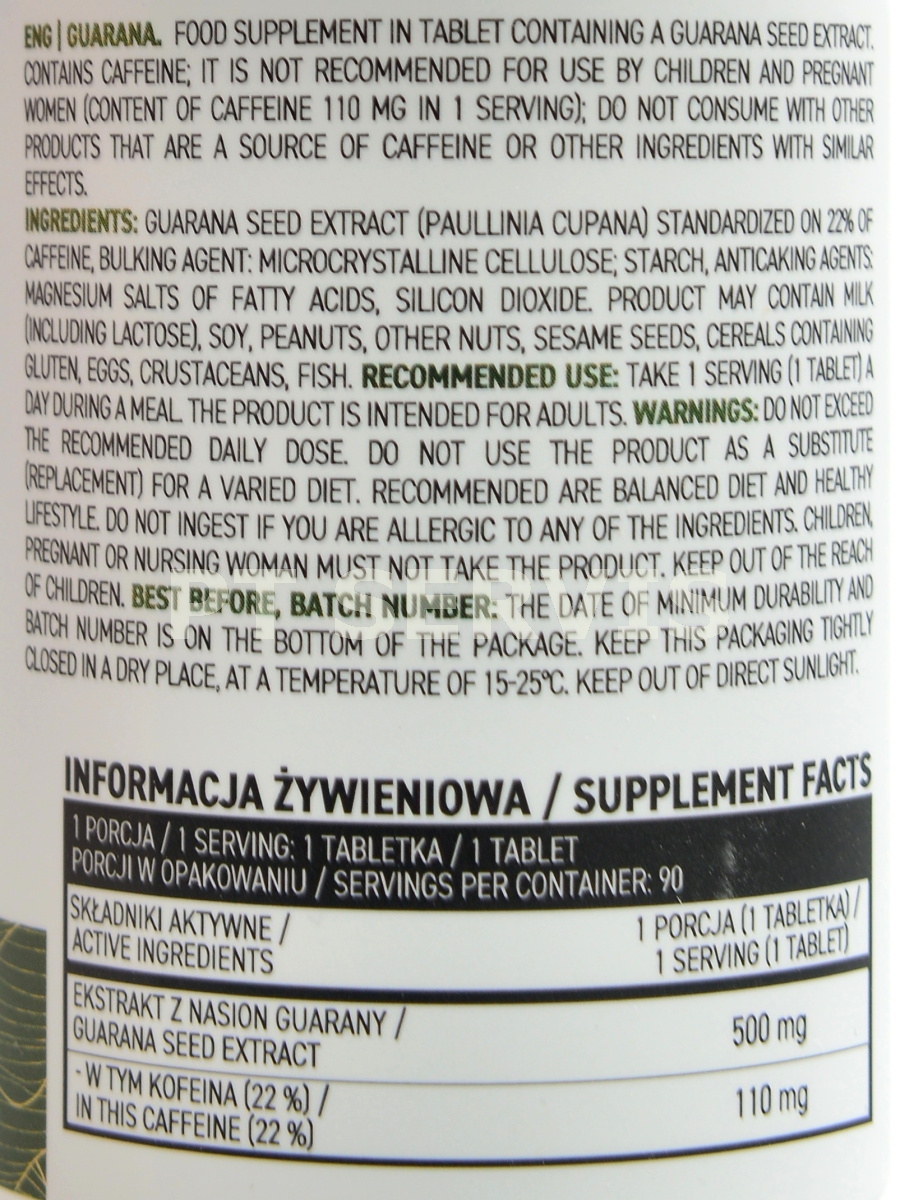 ENG | GUARANA. FOOD SUPPLEMENT IN TABLET CONTAINING A GUARANA SEED EXTRACT.
CONTAINS CAFFEINE; IT IS NOT RECOMMENDED FOR USE BY CHILDREN AND PREGNANT
WOMEN (CONTENT OF CAFFEINE 110 MG IN 1 SERVING); DO NOT CONSUME WITH OTHER
PRODUCTS THAT ARE A SOURCE OF CAFFEINE OR OTHER INGREDIENTS WITH SIMILAR
EFFECTS.
INGREDIENTS: GUARANA SEED EXTRACT (PAULLINIA CUPANA) STANDARDIZED ON 22% OF
CAFFEINE, BULKING AGENT: MICROCRYSTALLINE CELLULOSE; STARCH, ANTICAKING AGENTS:
MAGNESIUM SALTS OF FATTY ACIDS, SILICON DIOXIDE. PRODUCT MAY CONTAIN MILK
(INCLUDING LACTOSE), SOY, PEANUTS, OTHER NUTS, SESAME SEEDS, CEREALS CONTAINING
GLUTEN, EGGS, CRUSTACEANS, FISH. RECOMMENDED USE: TAKE 1 SERVING (1 TABLET) A
DAY DURING A MEAL. THE PRODUCT IS INTENDED FOR ADULTS. WARNINGS: DO NOT EXCEED
THE RECOMMENDED DAILY DOSE. DO NOT USE THE PRODUCT AS A SUBSTITUTE
(REPLACEMENT) FOR A VARIED DIET. RECOMMENDED ARE BALANCED DIET AND HEALTHY
LIFESTYLE. DO NOT INGEST IF YOU ARE ALLERGIC TO ANY OF THE INGREDIENTS. CHILDREN,
PREGNANT OR NURSING WOMAN MUST NOT TAKE THE PRODUCT. KEEP OUT OF THE REACH
OF CHILDREN. BEST BEFORE, BATCH NUMBER: THE DATE OF MINIMUM DURABILITY AND
BATCH NUMBER IS ON THE BOTTOM OF THE PACKAGE. KEEP THIS PACKAGING TIGHTLY
CLOSED IN A DRY PLACE, AT A TEMPERATURE OF 15-25°C. KEEP OUT OF DIRECT SUNLIGHT.
INFORMACJA ŻYWIENIOWA / SUPPLEMENT FACTS
1 PORCJA / 1 SERVING: 1 TABLETKA / 1 TABLET
PORCJI W OPAKOWANIU / SERVINGS PER CONTAINER: 90
SKŁADNIKI AKTYWNE / 1 PORCJA (1 TABLETKA) /
ACTIVE INGREDIENTS 1 SERVING (1 TABLET)
EKSTRAKT Z NASION GUARANY /
GUARANA SEED EXTRACT 500 mg
- W TYM KOFEINA (22 %) /
IN THIS CAFFEINE (22 %) 110 mg